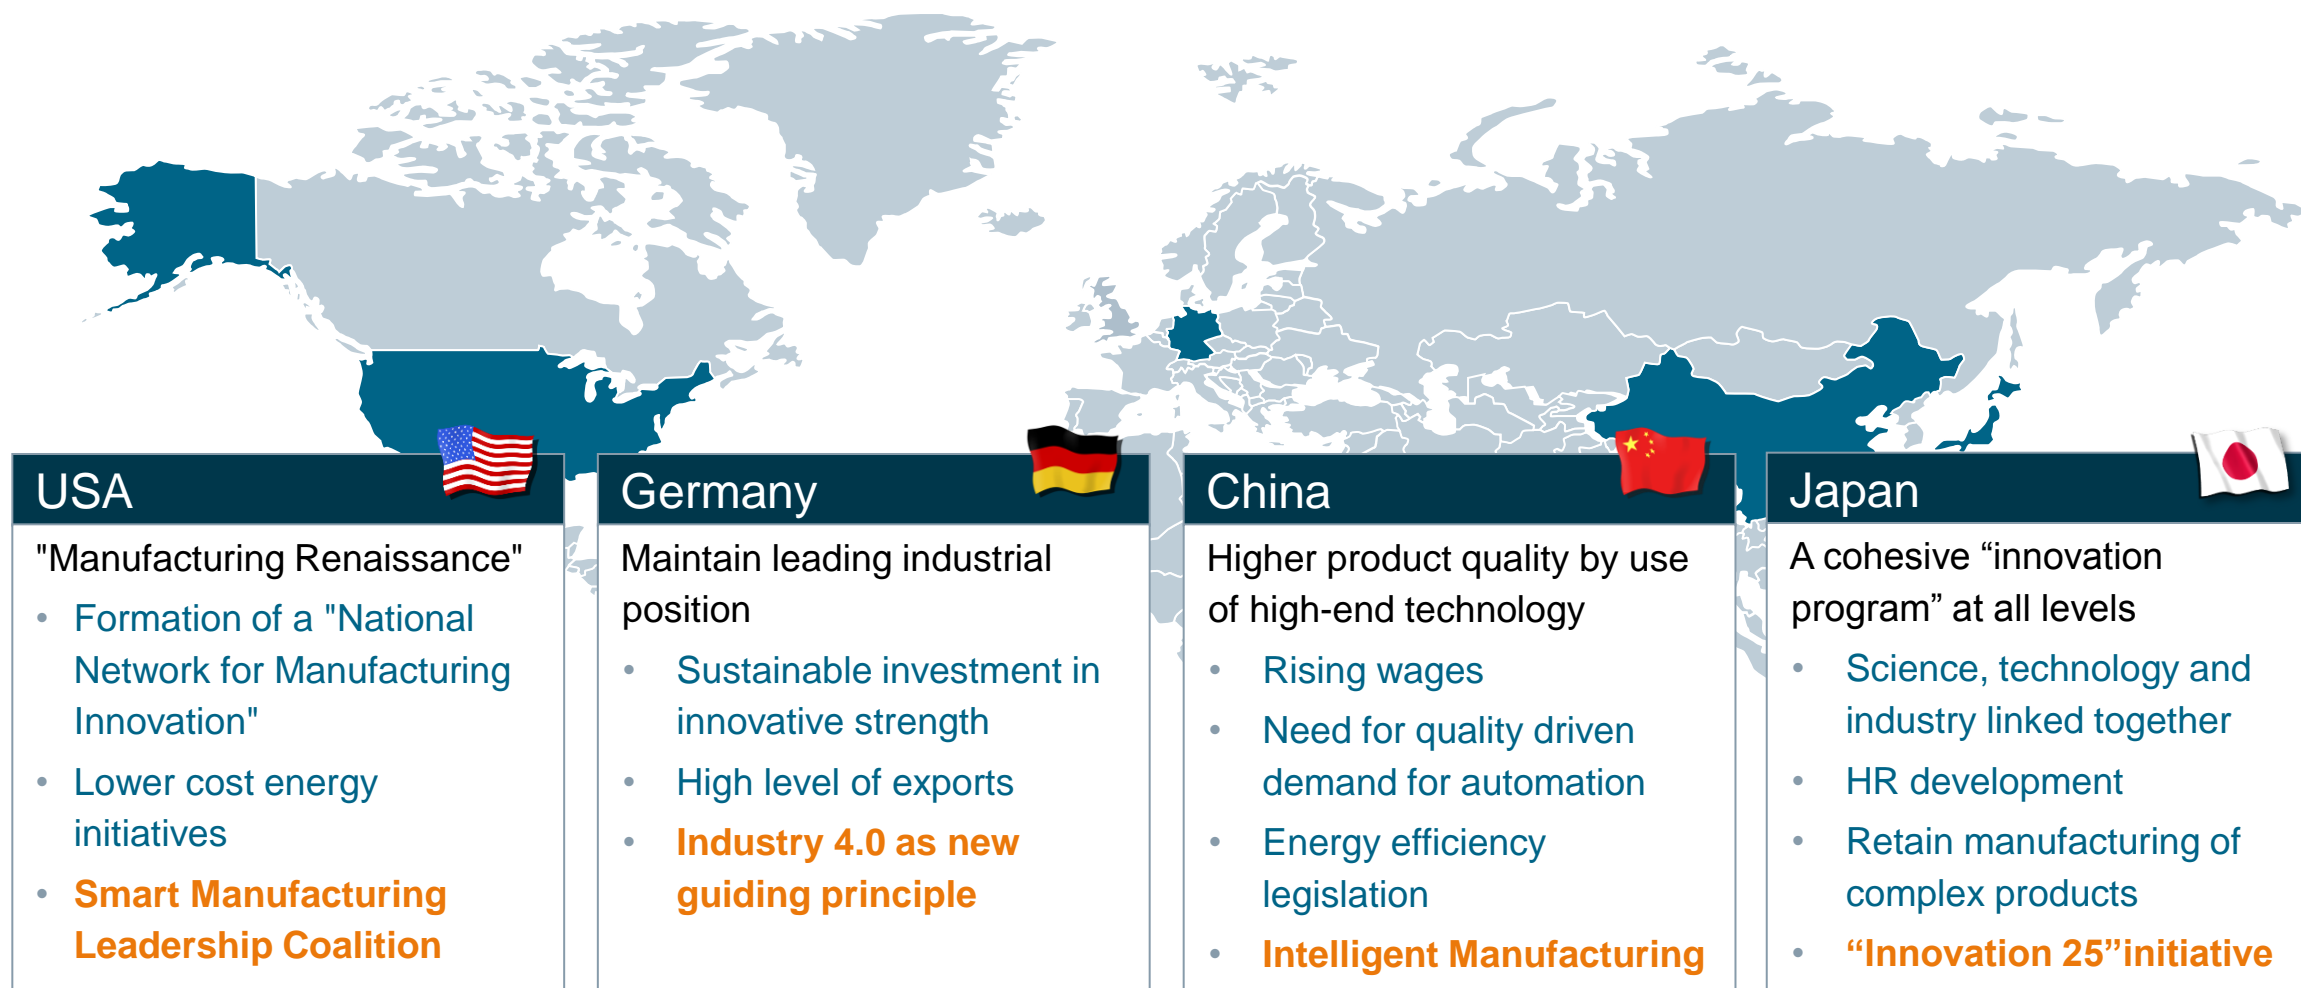 USA
"Manufacturing Renaissance"
• Formation of a "National
Network for Manufacturing
Innovation"
• Lower cost energy
initiatives
• Smart Manufacturing
Leadership Coalition
Germany
Maintain leading industrial
position
• Sustainable investment in
innovative strength
• High level of exports
• Industry 4.0 as new
guiding principle
China
Higher product quality by use
of high-end technology
• Rising wages
• Need for quality driven
demand for automation
• Energy efficiency
legislation
• Intelligent Manufacturing
Japan
A cohesive “innovation
program” at all levels
• Science, technology and
industry linked together
• HR development
• Retain manufacturing of
complex products
• “Innovation 25”initiative